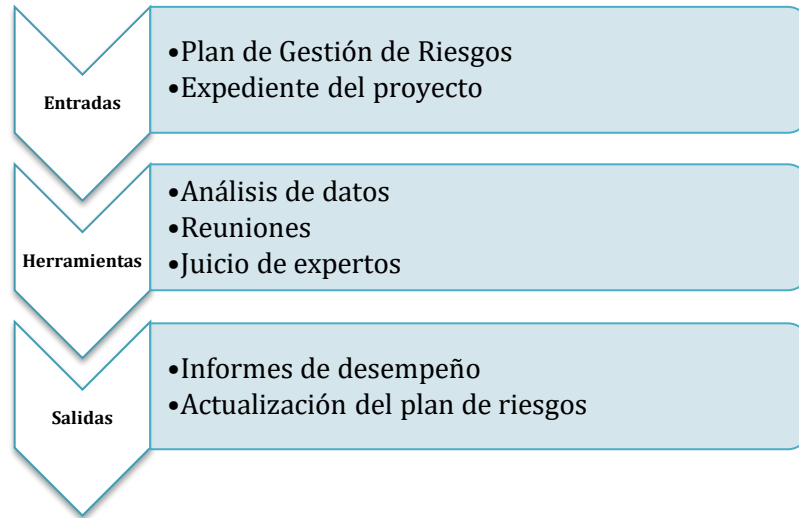 Entradas
•Plan de Gestión de Riesgos
•Expediente del proyecto
Herramientas
•Análisis de datos
•Reuniones
•Juicio de expertos
Salidas
•Informes de desempeño
•Actualización del plan de riesgos